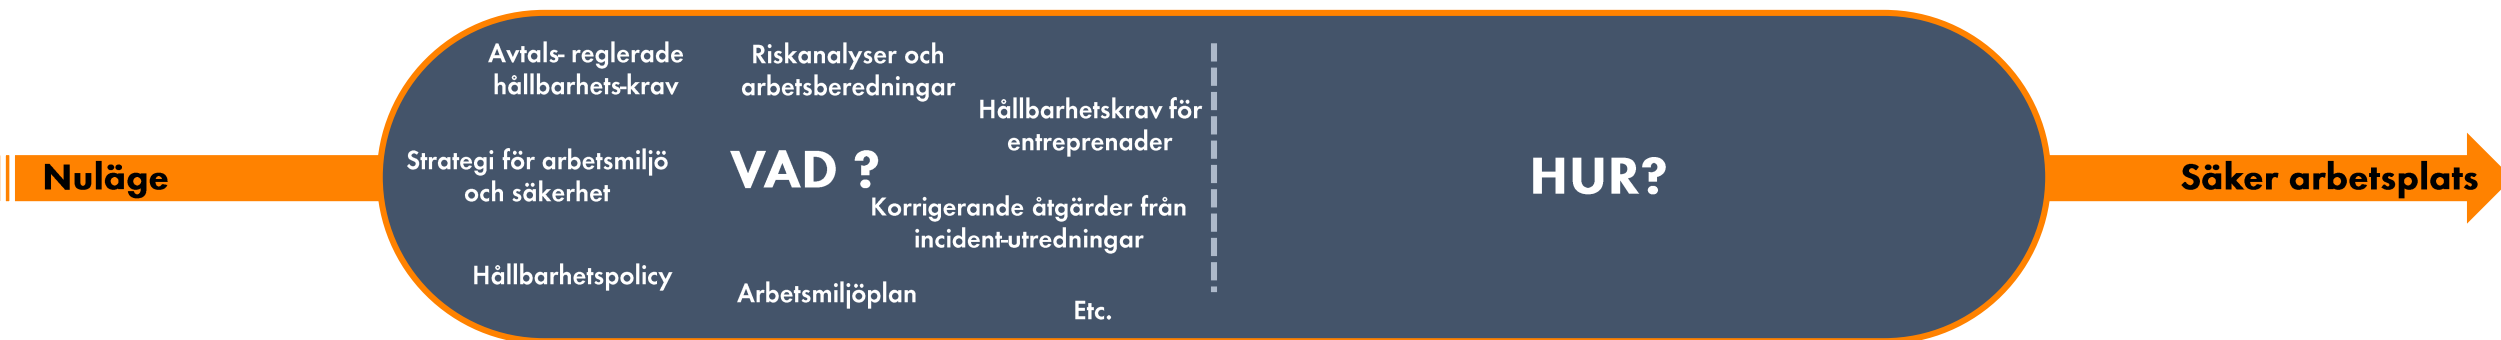 Nuläge
Avtals- reglerade
hållbarhets-krav
Strategi för arbetsmiljö
och säkerhet
Hållbarhetspolicy
Riskanalyser och
arbetsberedningar
VAD ?
Hållbarhetskrav för
entreprenader
Korrigerande åtgärder från
incident-utredningar
Arbetsmiljöplan
Etc.
HUR?
Säker arbetsplats